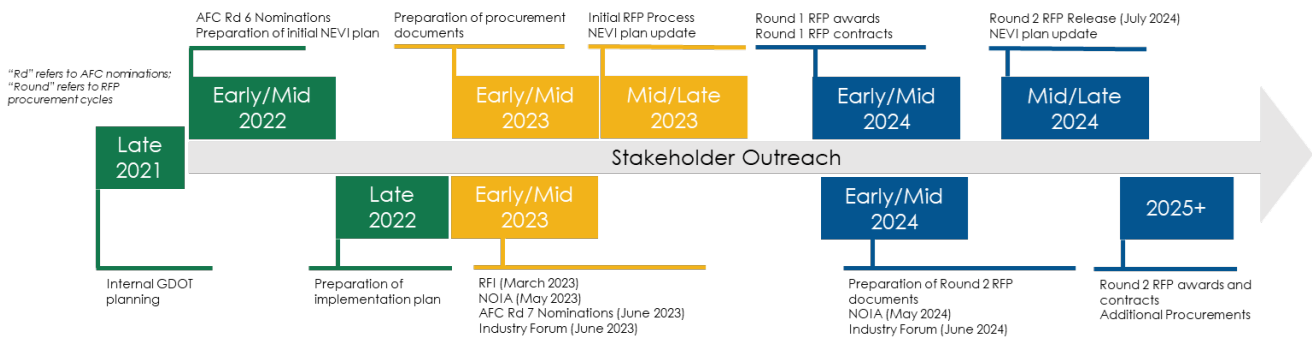 AFC Rd 6 Nominations
Preparation of initial NEVI plan
Preparation of procurement
documents
Initial RFP Process
NEVI plan update
Round 1 RFP awards
Round 1 RFP contracts
Round 2 RFP Release (July 2024)
NEVI plan update
“Rd” refers to AFC nominations;
“Round” refers to RFP
procurement cycles
Early/Mid
2022
Early/Mid
2023
Mid/Late
2023
Early/Mid
2024
Mid/Late
2024
Late
2021
Stakeholder Outreach
Late
2022
Early/Mid
2023
Early/Mid
2024
2025+
Internal GDOT
planning
Preparation of
implementation plan
RFI (March 2023)
NOIA (May 2023)
AFC Rd 7 Nominations (June 2023)
Industry Forum (June 2023)
Preparation of Round 2 RFP
documents
NOIA (May 2024)
Industry Forum (June 2024)
Round 2 RFP awards and
contracts
Additional Procurements